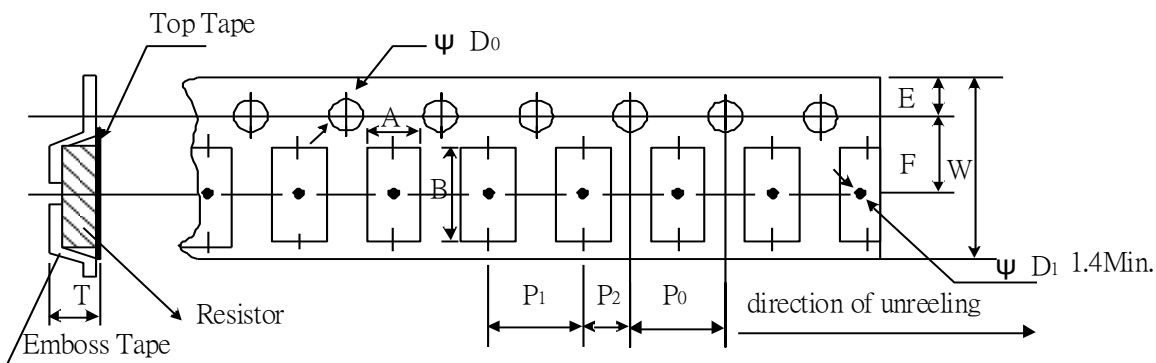 Top Tape
Ψ D0
E
A
F
W
B
Ψ D1 1.4Min.
T
P1
P2
P0
direction of unreeling
Resistor
Emboss Tape